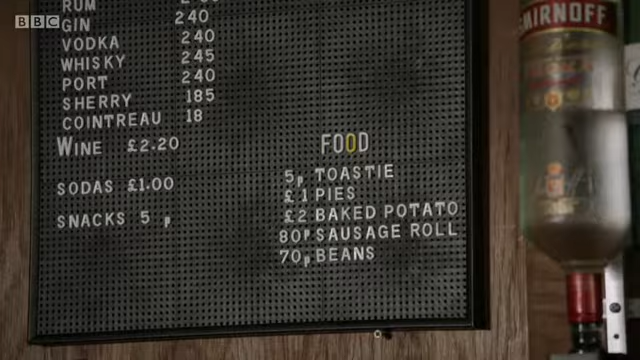 BBC
RUM
GIN 240
VODKA 240
WHISKY 245
PORT 240
SHERRY 185
COINTREAU 18
WINE £2.20
SODAS £1.00
SNACKS 5 p
FOOD
5p TOASTIE
£1 PIES
£2 BAKED POTATO
80p SAUSAGE ROLL
70p BEANS
SMIRNOFF